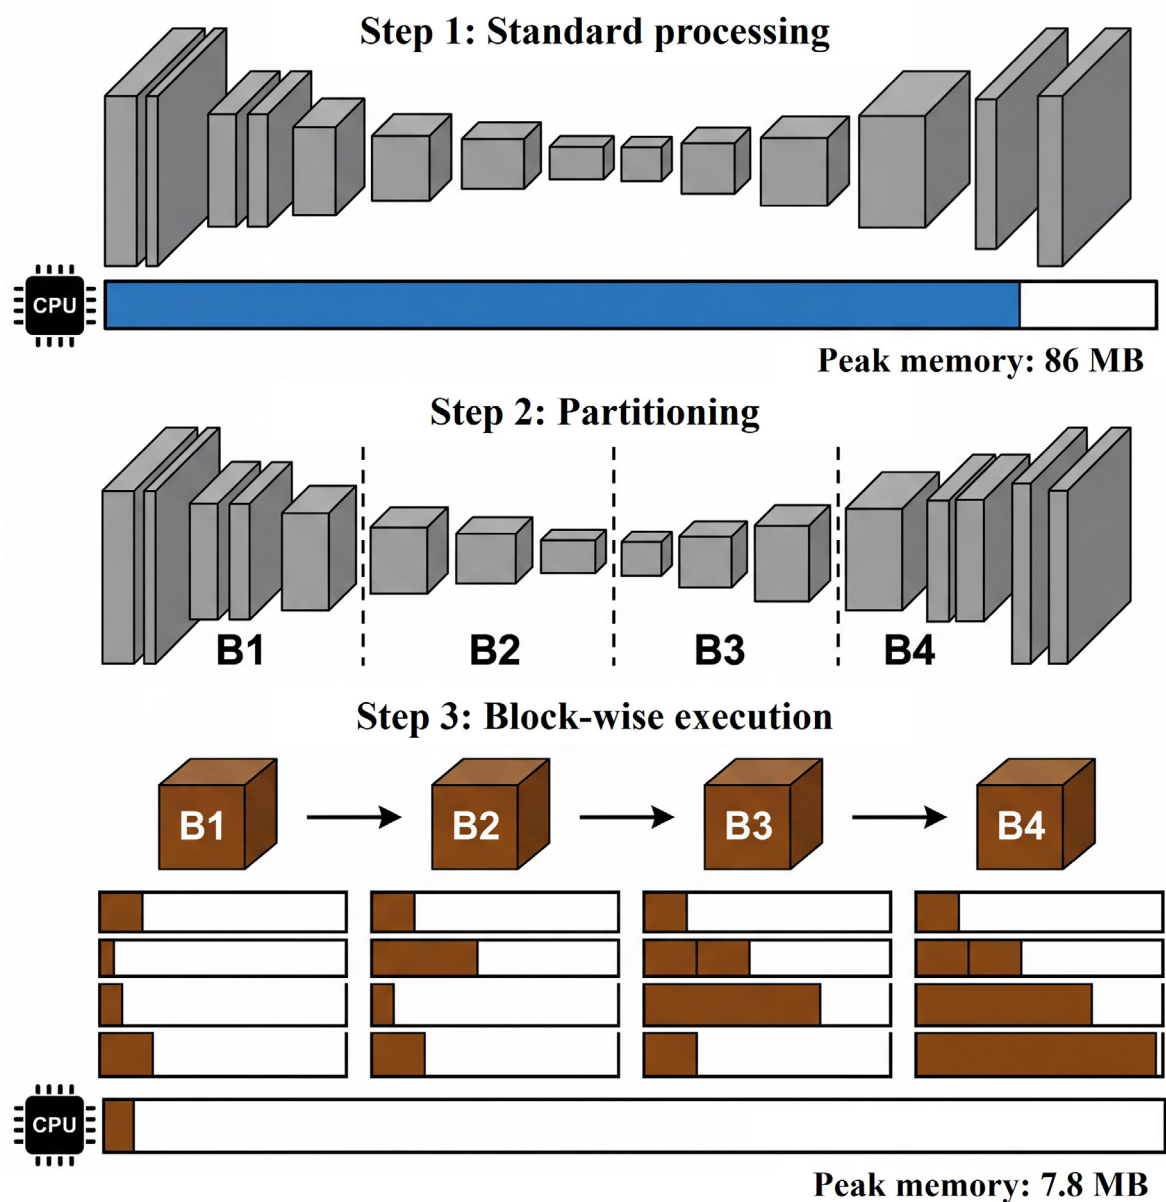 Step 1: Standard processing
CPU
Peak memory: 86 MB
Step 2: Partitioning
B1 B2 B3 B4
Step 3: Block-wise execution
B1 B2 B3 B4
CPU
Peak memory: 7.8 MB